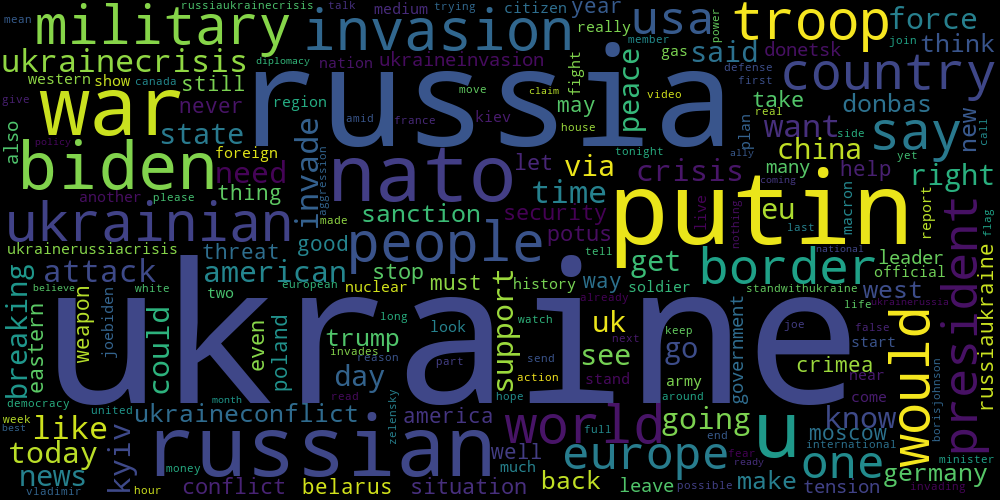 russiaukrainecrisis talk medium trying citizen year usa power troop force
mean military invasion really member join think
ukrainecrisis nation ukraineinvasion fight gas said donetsk
western show canada still diplomacy defense first country
war russia move claim video peace take donbas new
give never region may plan want real say call
also state amid france kiev house tonight china side yet
biden foreign need invade nato let via crisis ally many help right
policy another please thing aggression time live coming
ukrainian made sanction security eu putin last macron report flag
ukrainerussiacrisis threat good people potus nothing national leader
attack american stop must history way tell get border official west president
believe two european nuclear soldier standwithukraine
breaking eastern weapon joebiden white could even poland long ukraine watch already keep government life ukrainerussia russiaukraine
trump look support uk next joe false start
invades reason part send see go crimea near
day read action stand army would
democracy month hope around come
week united ukraineconflict america world going know borisjohnson
best like russian zelensky well full end u moscow international
today kyiv much europe fear one minister
news money situation ready tension germany
vladimir hour conflict belarus back leave possible make invading